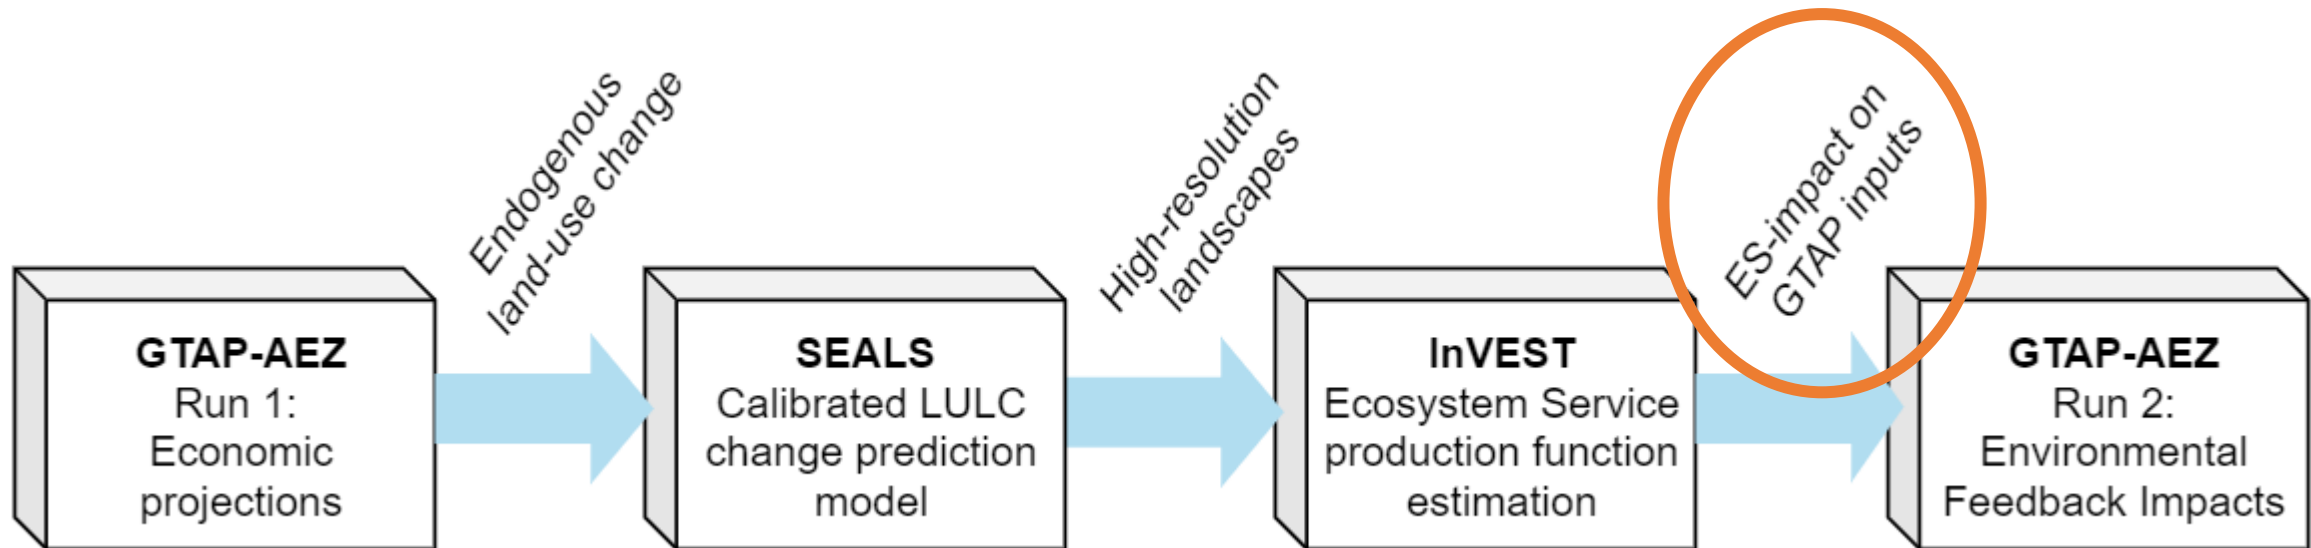 Endogenous
land-use change
High-resolution
landscapes
ES-impact on
GTAP inputs
GTAP-AEZ
Run 1:
Economic
projections
SEALS
Calibrated LULC
change prediction
model
InVEST
Ecosystem Service
production function
estimation
GTAP-AEZ
Run 2:
Environmental
Feedback Impacts